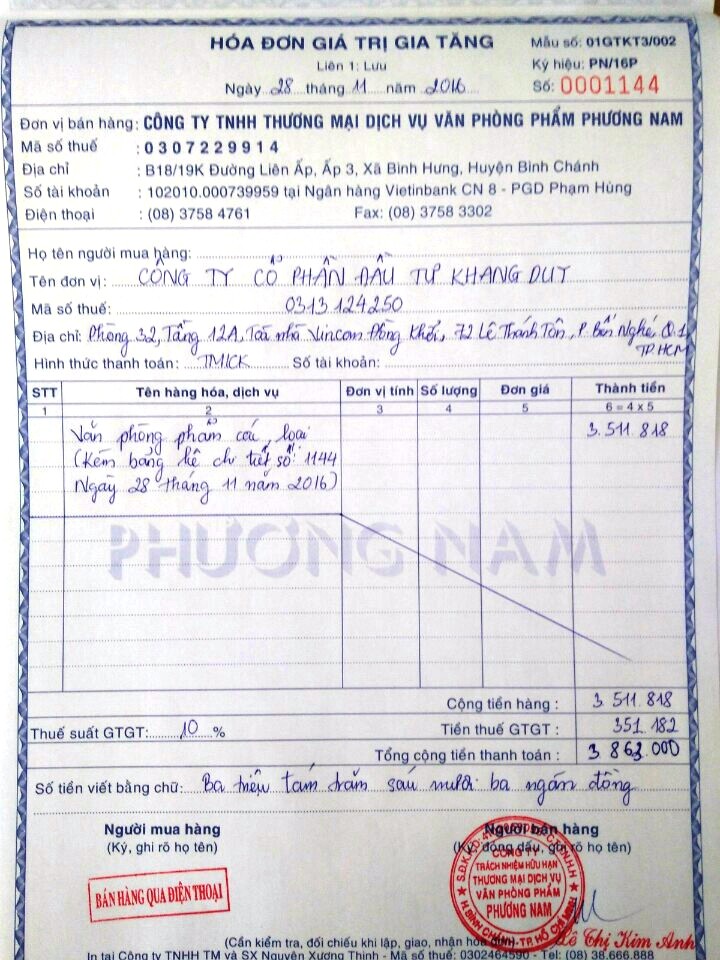 HÓA ĐƠN GIÁ TRỊ GIA TĂNG
Mẫu số: 01GTKT3/002
Liên 1: Lưu
Ký hiệu: PN/16P
Ngày 28 tháng 11 năm 2016
Số: 0001144
Đơn vị bán hàng: CÔNG TY TNHH THƯƠNG MẠI DỊCH VỤ VĂN PHÒNG PHẨM PHƯƠNG NAM
Mã số thuế : 0307229914
Địa chỉ : B18/19K Đường Liên Ấp, Ấp 3, Xã Bình Hưng, Huyện Bình Chánh
Số tài khoản : 102010.000739959 tại Ngân hàng Vietinbank CN 8 - PGD Phạm Hùng
Điện thoại : (08) 3758 4761 Fax: (08) 3758 3302
Họ tên người mua hàng:
Tên đơn vị: CÔNG TY CỔ PHẦN ĐẦU TƯ KHANG DUY
Mã số thuế: 0313124250
Địa chỉ: Phòng 32, Tầng 12A, Toà nhà Vincom Đồng Khởi, 72 Lê Thánh Tôn, P Bến Nghé, Q.1
TP.HCM
Hình thức thanh toán: TM/CK Số tài khoản:
STT Tên hàng hóa, dịch vụ Đơn vị tính Số lượng Đơn giá Thành tiền
1 2 3 4 5 6 = 4 x 5
Văn phòng phẩm các loại 3.511.818
(Kèm bảng kê chi tiết số: 1144
Ngày 28 tháng 11 năm 2016)
PHƯƠNG NAM
Cộng tiền hàng : 3.511.818
Thuế suất GTGT: 10 % Tiền thuế GTGT : 351.182
Tổng cộng tiền thanh toán : 3.863.000
Số tiền viết bằng chữ: Ba triệu tám trăm sáu mươi ba ngàn đồng
Người mua hàng Người bán hàng
(Ký, ghi rõ họ tên) (Ký, đóng dấu, ghi rõ họ tên)
BÁN HÀNG QUA ĐIỆN THOẠI
CÔNG TY
TRÁCH NHIỆM HỮU HẠN
THƯƠNG MẠI DỊCH VỤ
VĂN PHÒNG PHẨM
PHƯƠNG NAM
H. BÌNH CHÁNH - TP. HỒ CHÍ MINH
Lê Thị Kim Anh
(Cần kiểm tra, đối chiếu khi lập, giao, nhận hóa đơn)
In tại Công ty TNHH TM và SX Nguyên Xương Thịnh - Mã số thuế: 0302464590 - Tel: (08) 38.666.888